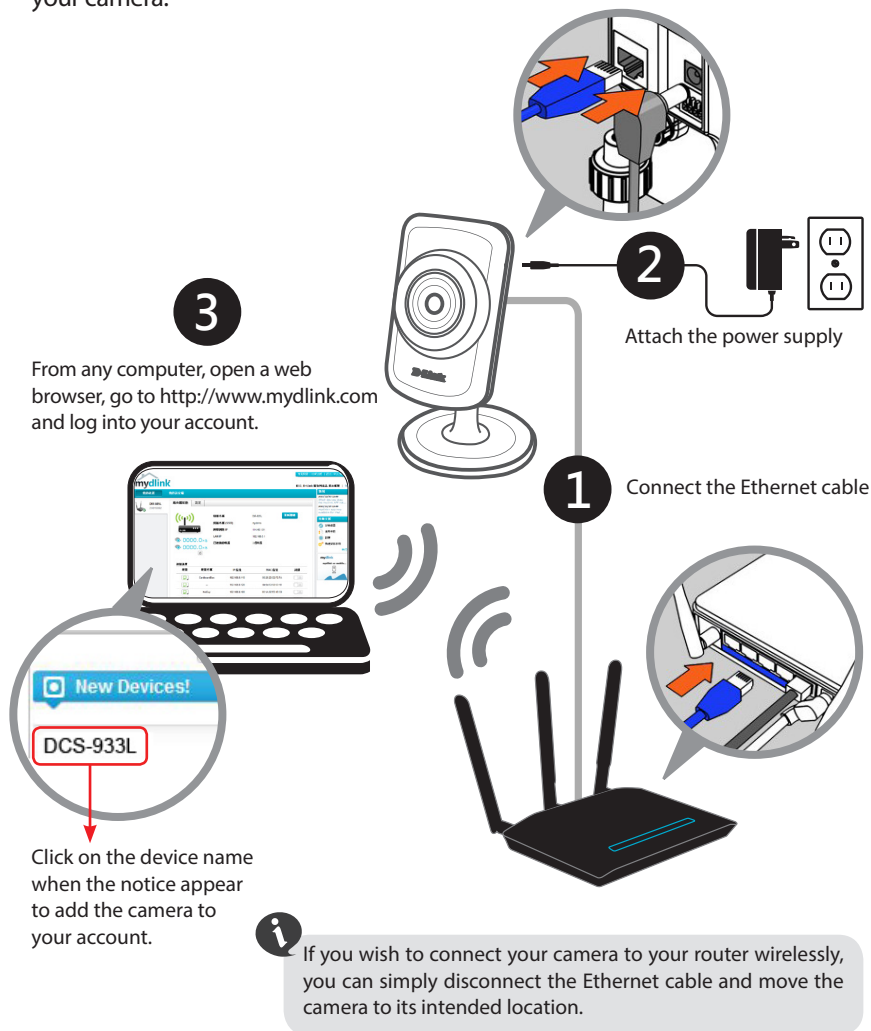 your camera.
2
Attach the power supply
3
From any computer, open a web
browser, go to http://www.mydlink.com
and log into your account.
D-Link
1
Connect the Ethernet cable
mydlink
New Devices!
DCS-933L
Click on the device name
when the notice appear
to add the camera to
your account.
i
If you wish to connect your camera to your router wirelessly,
you can simply disconnect the Ethernet cable and move the
camera to its intended location.